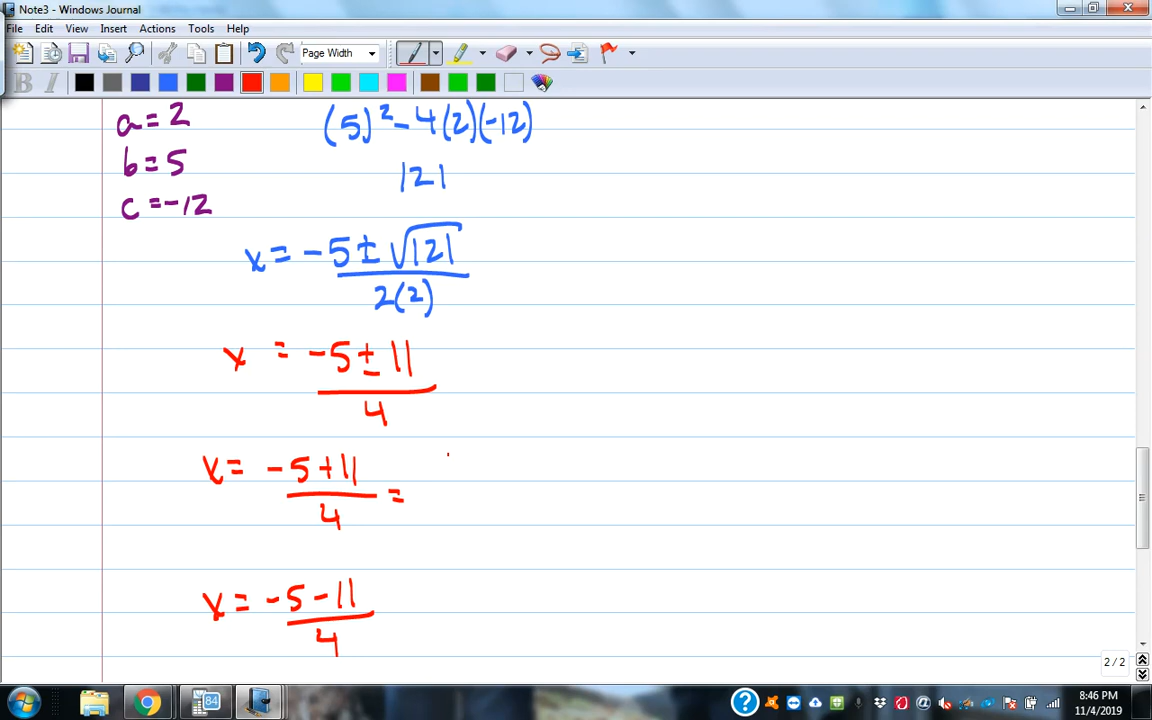 Note3 - Windows Journal
File Edit View Insert Actions Tools Help
Page Width
B I
a = 2
(5)² - 4(2)(-12)
b = 5
121
c = -12
x = -5 ± √121
2(2)
x = -5 ± 11
4
x = -5 + 11
4 =
x = -5 - 11
4
2 / 2
84
?
8:46 PM
11/4/2019